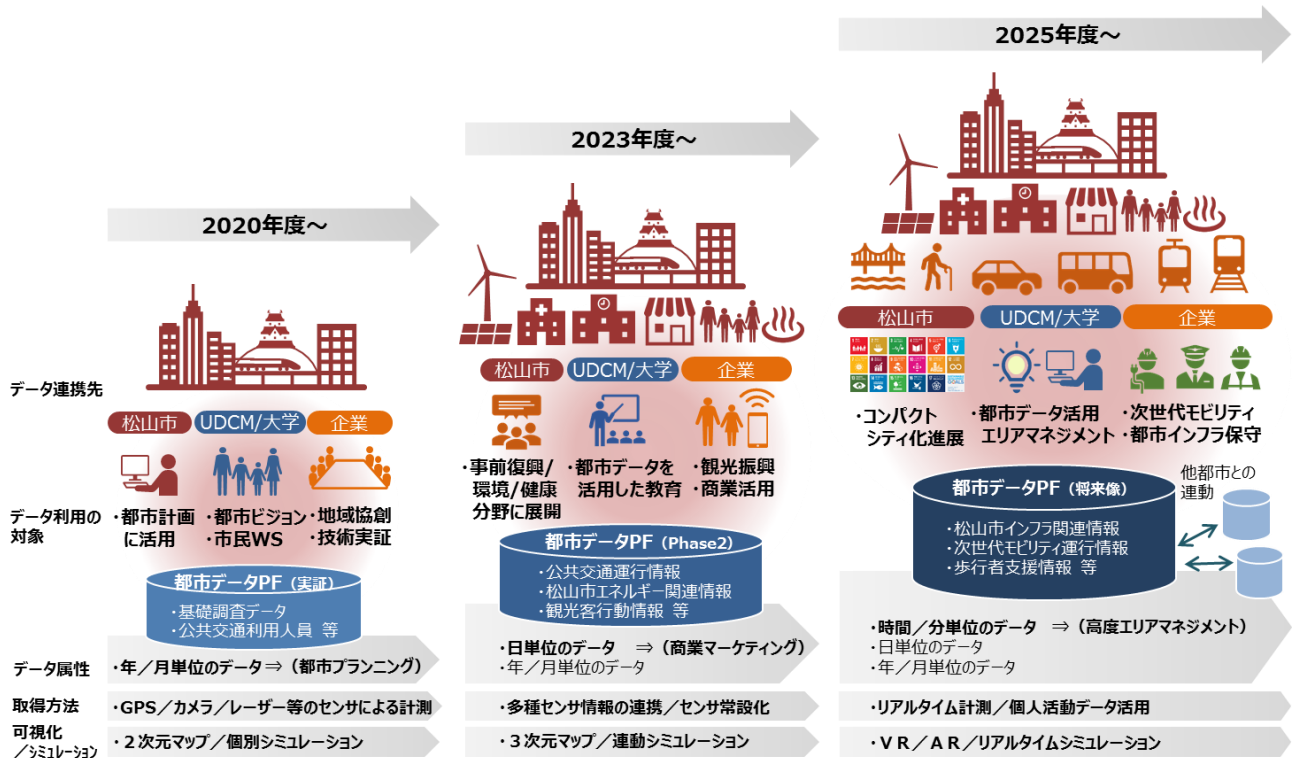 2020年度～
データ連携先
松山市
UDCM/大学
企業
データ利用の
対象
・都市計画
に活用
・都市ビジョン
・市民WS
・地域協創
・技術実証
都市データPF（実証）
・基礎調査データ
・公共交通利用人員 等
データ属性
・年／月単位のデータ⇒（都市プランニング）
取得方法
・GPS／カメラ／レーザー等のセンサによる計測
可視化
／シミュレーション
・２次元マップ／個別シミュレーション
2023年度～
松山市
UDCM/大学
企業
・事前復興/
環境/健康
分野に展開
・都市データを
活用した教育
・観光振興
・商業活用
都市データPF（Phase2）
・公共交通運行情報
・松山市エネルギー関連情報
・観光客行動情報 等
・日単位のデータ ⇒（商業マーケティング）
・年／月単位のデータ
・多種センサ情報の連携／センサ常設化
・３次元マップ／連動シミュレーション
2025年度～
松山市
UDCM/大学
企業
・コンパクト
シティ化進展
・都市データ活用
エリアマネジメント
・次世代モビリティ
・都市インフラ保守
都市データPF（将来像）
・松山市インフラ関連情報
・次世代モビリティ運行情報
・歩行者支援情報 等
他都市との
連動
・時間／分単位のデータ ⇒（高度エリアマネジメント）
・日単位のデータ
・年／月単位のデータ
・リアルタイム計測／個人活動データ活用
・ＶＲ／ＡＲ／リアルタイムシミュレーション